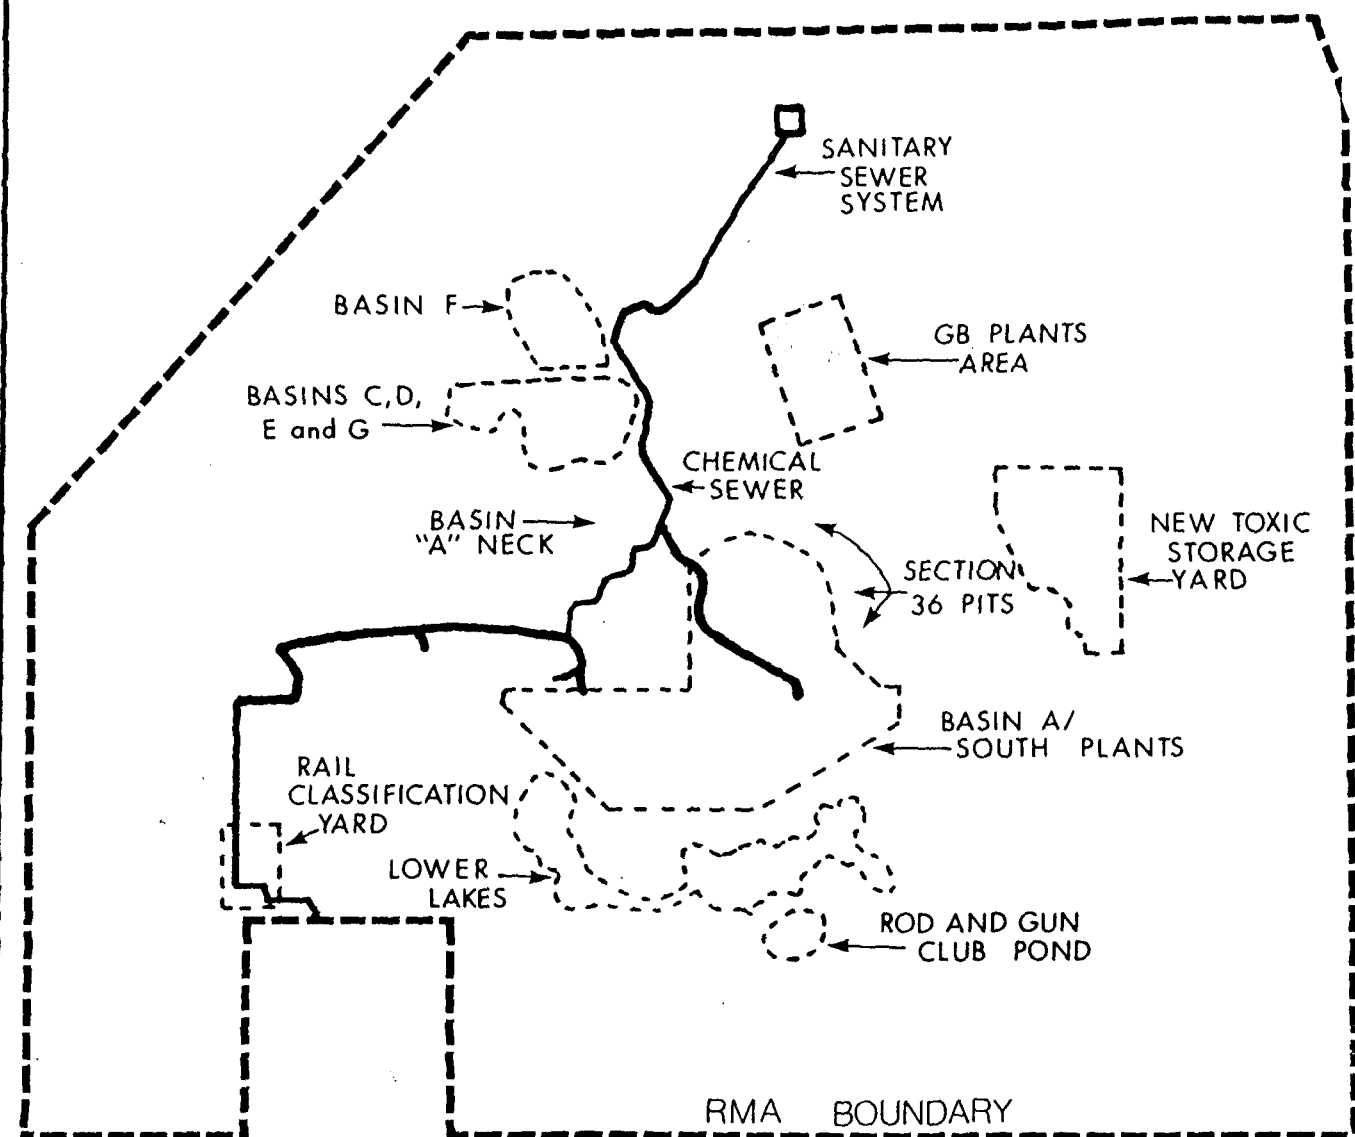 SANITARY
SEWER
SYSTEM
BASIN F
GB PLANTS
AREA
BASINS C,D,
E and G
CHEMICAL
SEWER
BASIN
"A" NECK
NEW TOXIC
STORAGE
YARD
SECTION
36 PITS
BASIN A/
SOUTH PLANTS
RAIL
CLASSIFICATION
YARD
LOWER
LAKES
ROD AND GUN
CLUB POND
RMA BOUNDARY